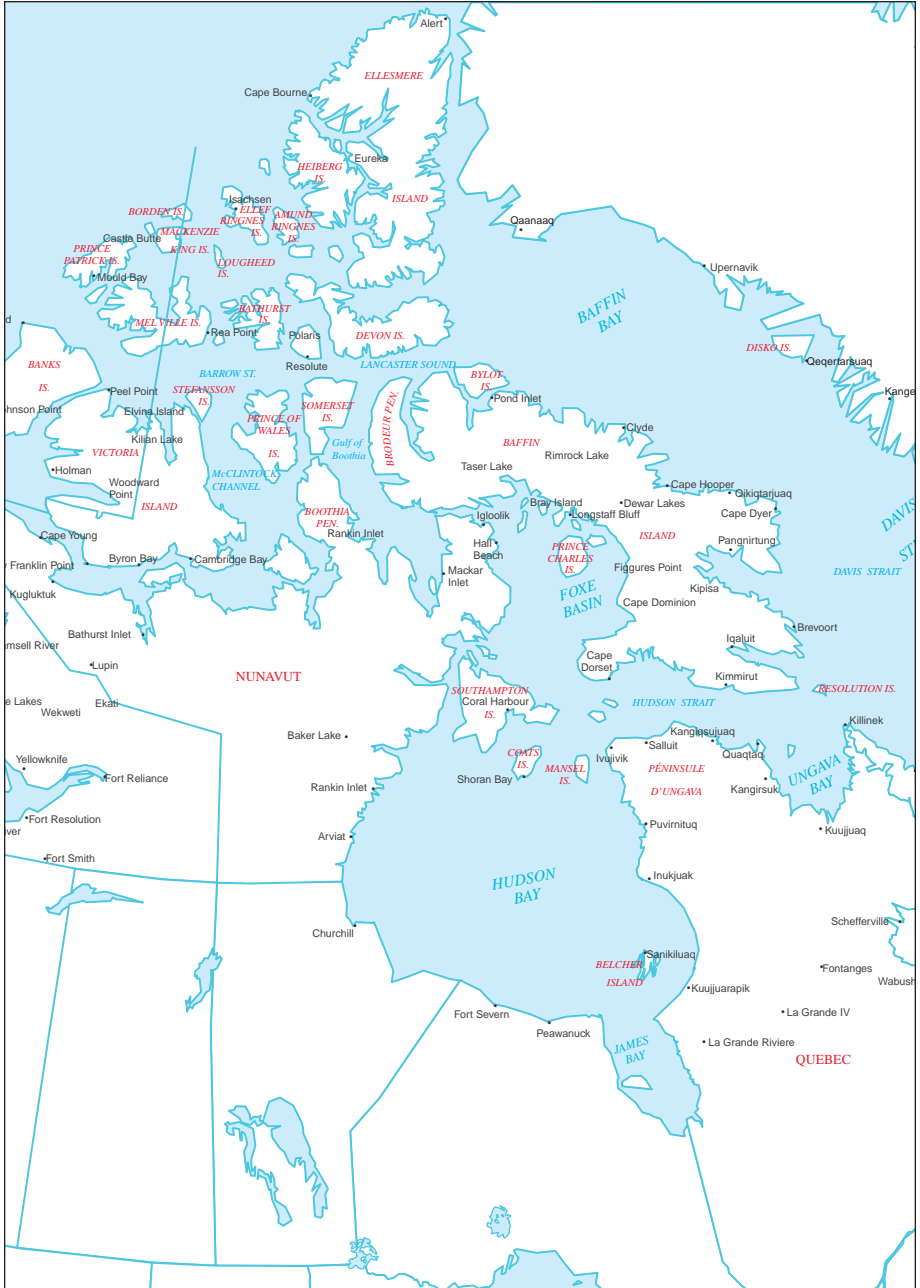 Alert
ELLESMERE
Cape Bourne
Eureka
HEIBERG
IS.
ISLAND
Isachsen
ELLEF
RINGNES
IS.
AMUND
RINGNES
IS.
BORDEN IS.
MACKENZIE
KING IS.
Castle Butte
PRINCE
PATRICK IS.
Mould Bay
LOUGHEED
IS.
Qaanaaq
Upernavik
BAFFIN
BAY
MELVILLE IS.
Rea Point
BATHURST
IS.
Polaris
Resolute
DEVON IS.
DISKO IS.
Qeqertarsuaq
Kange
d
BANKS
IS.
BARROW ST.
LANCASTER SOUND
STEFANSSON
IS.
BYLOT
IS.
Pond Inlet
Peel Point
hnson Point
Elvina Island
Kilian Lake
PRINCE OF
WALES
IS.
SOMERSET
IS.
Gulf of
Boothia
BRODEUR PEN.
BAFFIN
Clyde
Rimrock Lake
Taser Lake
VICTORIA
Holman
Woodward
Point
ISLAND
McCLINTOCK
CHANNEL
Cape Hooper
Qikiqtarjuaq
Cape Dyer
Bray Island
Dewar Lakes
Longstaff Bluff
BOOTHIA
PEN.
Rankin Inlet
Igloolik
Hall
Beach
ISLAND
Pangnirtung
DAVIS
ST
Cape Young
Byron Bay
Cambridge Bay
Franklin Point
Kugluktuk
Mackar
Inlet
PRINCE
CHARLES
IS.
Figgures Point
DAVIS STRAIT
FOXE
BASIN
Kipisa
Cape Dominion
Brevoort
Bathurst Inlet
msell River
Lupin
NUNAVUT
Iqaluit
Cape
Dorset
Kimmirut
RESOLUTION IS.
e Lakes
Ekati
Wekweti
SOUTHAMPTON
Coral Harbour
IS.
HUDSON STRAIT
Killinek
Baker Lake
Kangiqsujuaq
Salluit
Quaqtaq
Ivujivik
COATS
IS.
MANSEL
IS.
Shoran Bay
PÉNINSULE
D'UNGAVA
Kangirsuk
UNGAVA
BAY
Yellowknife
Fort Reliance
Rankin Inlet
Fort Resolution
iver
Puvirnituq
Kuujjuaq
Arviat
Fort Smith
HUDSON
BAY
Inukjuak
Churchill
Schefferville
Sanikiluaq
BELCHER
ISLAND
Fontanges
Wabush
Kuujjuarapik
Fort Severn
La Grande IV
Peawanuck
JAMES
BAY
La Grande Riviere
QUEBEC